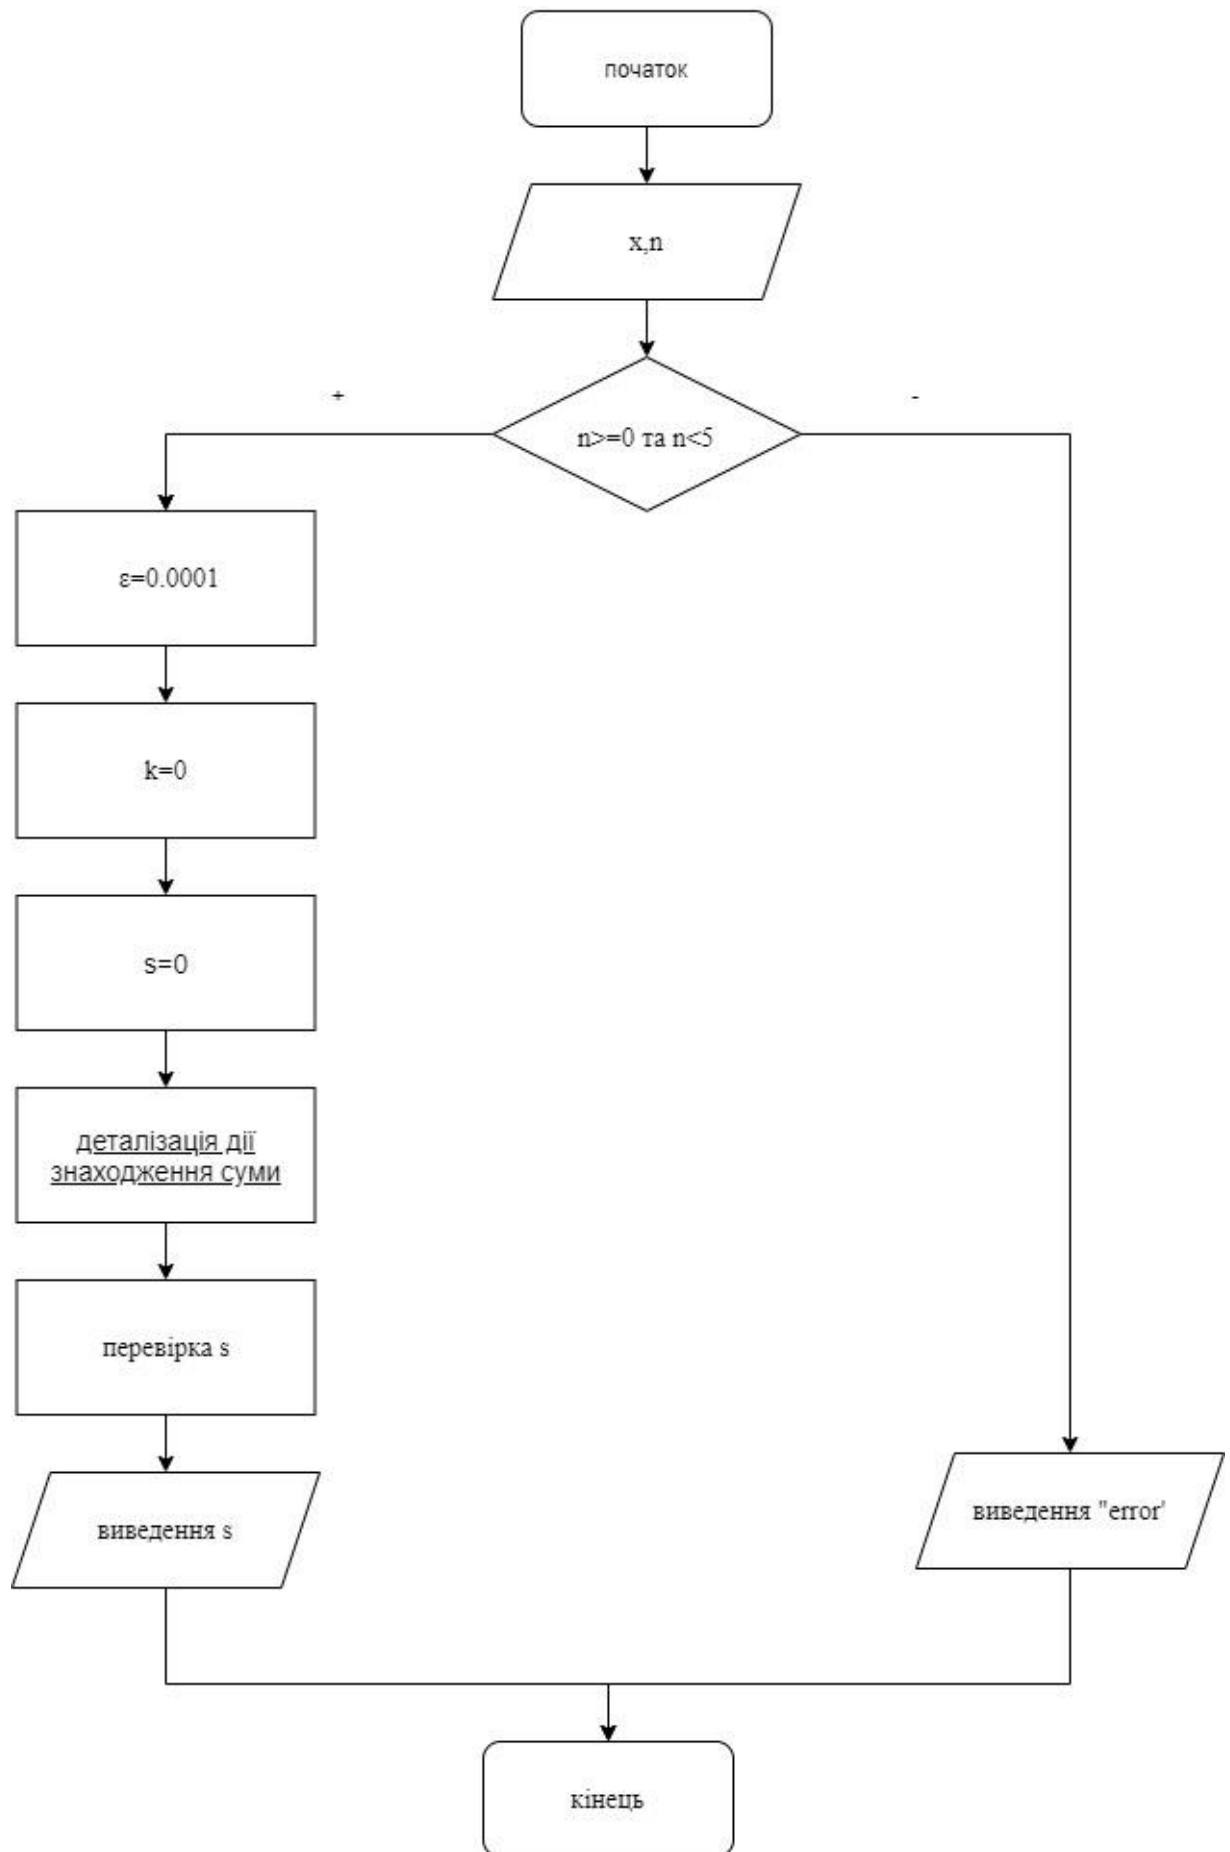 початок
x,n
+
-
n>=0 та n<5
ε=0.0001
k=0
s=0
деталізація дії
знаходження суми
перевірка s
виведення s
виведення "error'
кінець